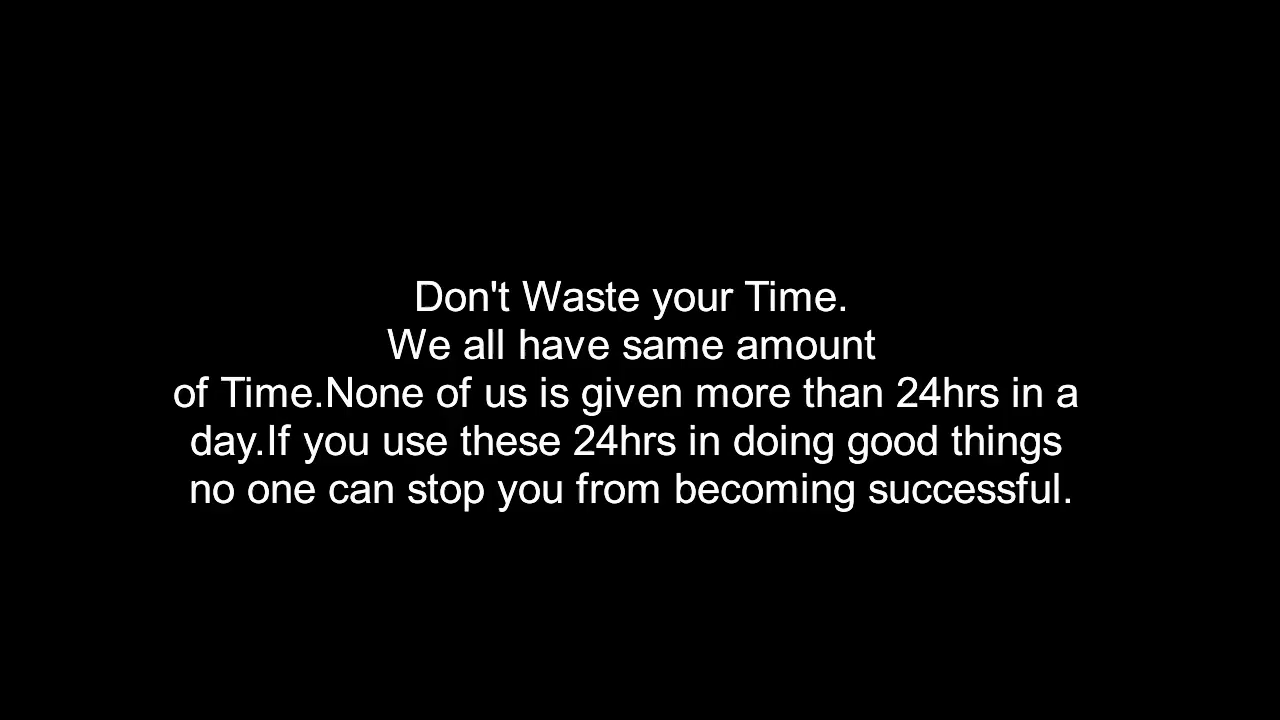 Don't Waste your Time.
We all have same amount
of Time.None of us is given more than 24hrs in a
day.If you use these 24hrs in doing good things
no one can stop you from becoming successful.